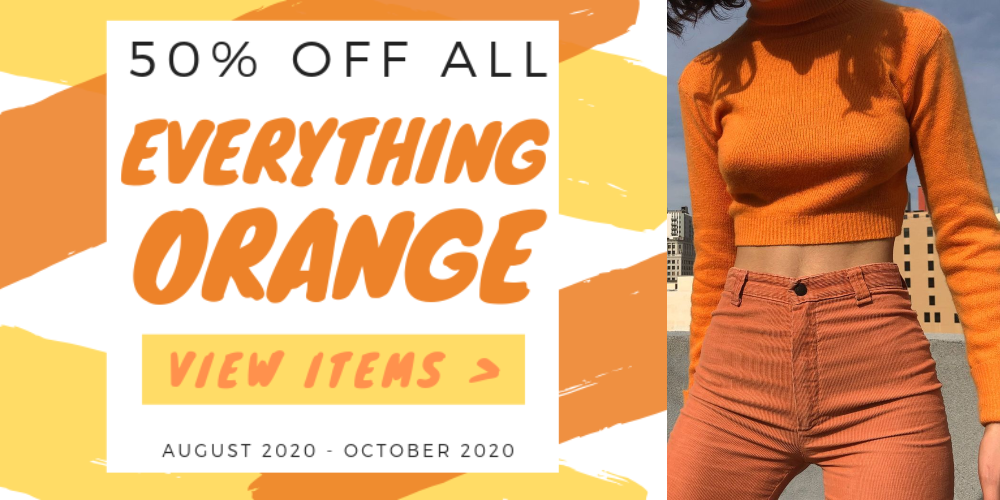 50% OFF ALL
EVERYTHING
ORANGE
VIEW ITEMS >
AUGUST 2020 - OCTOBER 2020